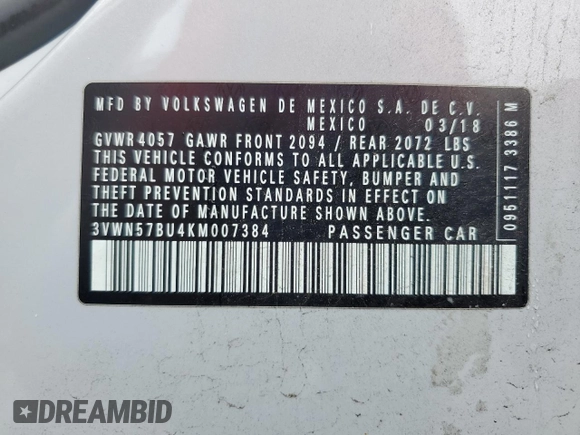 MFD BY VOLKSWAGEN DE MEXICO S.A. DE C.V.
MEXICO 03/18
GVWR 4057 GAWR FRONT 2094 / REAR 2072 LBS
THIS VEHICLE CONFORMS TO ALL APPLICABLE U.S.
FEDERAL MOTOR VEHICLE SAFETY, BUMPER AND
THEFT PREVENTION STANDARDS IN EFFECT ON
THE DATE OF MANUFACTURE SHOWN ABOVE.
3VWN57BU4KM007384 PASSENGER CAR
0951117 3386 M
DREAMBID